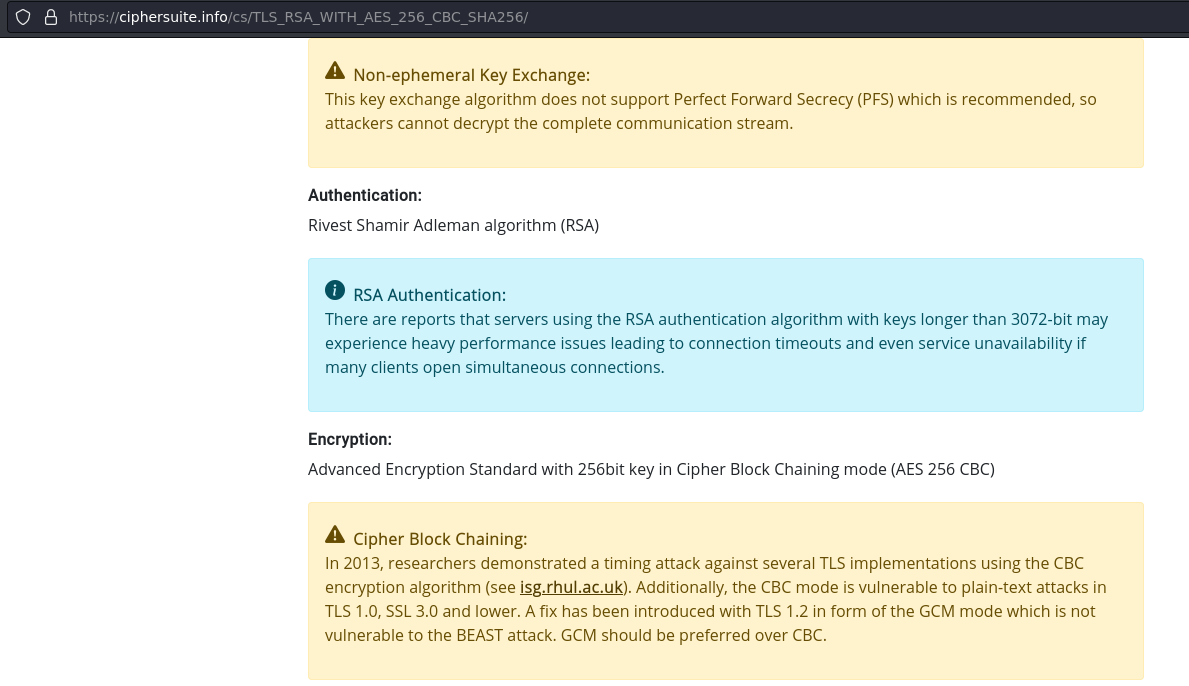 https://ciphersuite.info/cs/TLS_RSA_WITH_AES_256_CBC_SHA256/
Non-ephemeral Key Exchange:
This key exchange algorithm does not support Perfect Forward Secrecy (PFS) which is recommended, so
attackers cannot decrypt the complete communication stream.
Authentication:
Rivest Shamir Adleman algorithm (RSA)
RSA Authentication:
There are reports that servers using the RSA authentication algorithm with keys longer than 3072-bit may
experience heavy performance issues leading to connection timeouts and even service unavailability if
many clients open simultaneous connections.
Encryption:
Advanced Encryption Standard with 256bit key in Cipher Block Chaining mode (AES 256 CBC)
Cipher Block Chaining:
In 2013, researchers demonstrated a timing attack against several TLS implementations using the CBC
encryption algorithm (see isg.rhul.ac.uk). Additionally, the CBC mode is vulnerable to plain-text attacks in
TLS 1.0, SSL 3.0 and lower. A fix has been introduced with TLS 1.2 in form of the GCM mode which is not
vulnerable to the BEAST attack. GCM should be preferred over CBC.